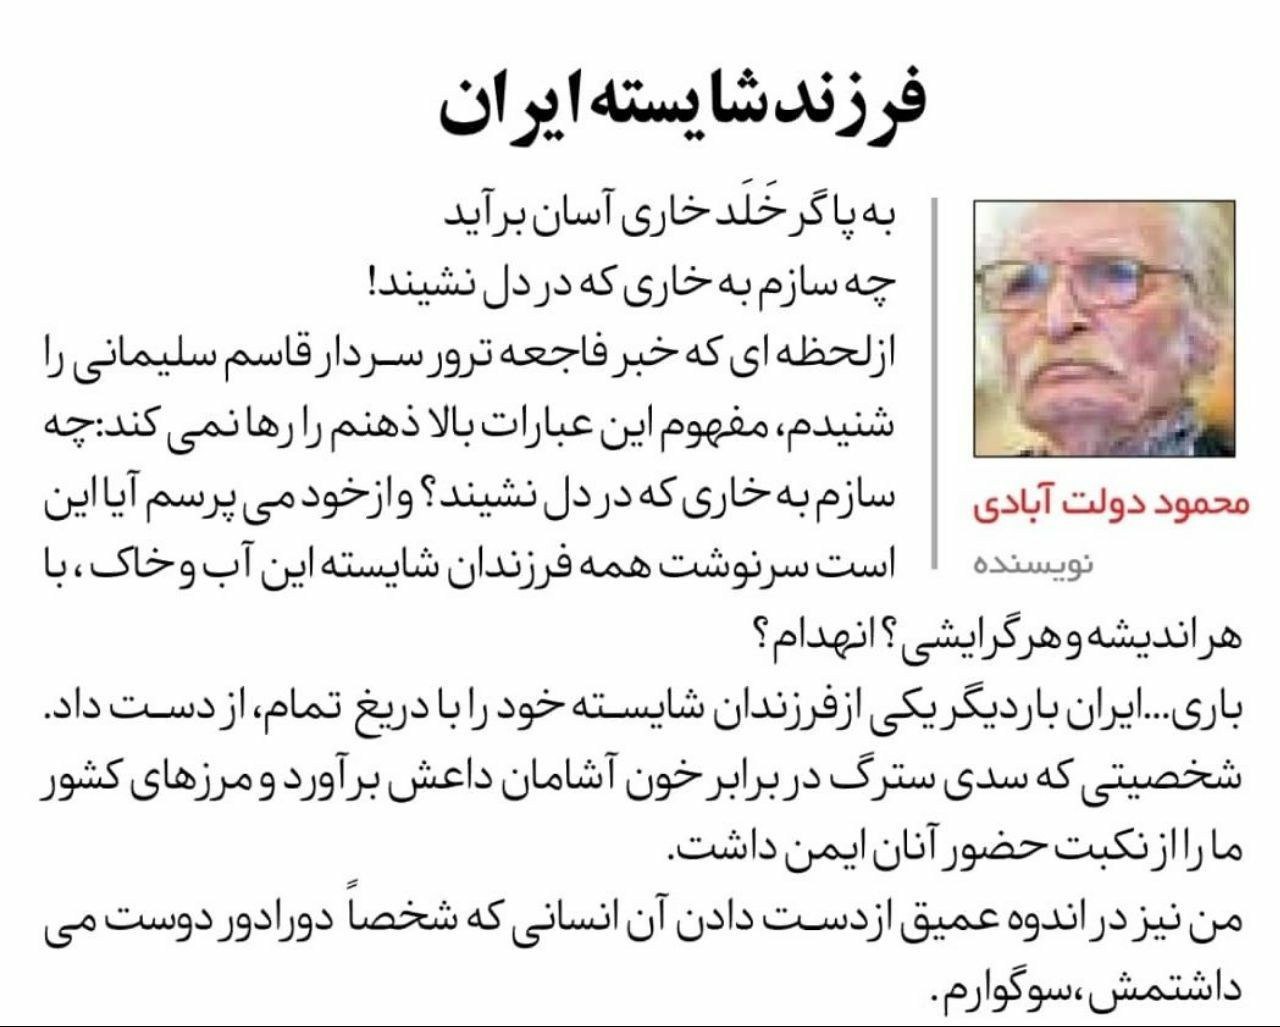 فرزند شایسته ایران
به پا گر خَلَد خاری آسان برآید
چه سازم به خاری که در دل نشیند!
ازلحظه ای که خبر فاجعه ترور سردار قاسم سلیمانی را
شنیدم، مفهوم این عبارات بالا ذهنم را رها نمی کند:چه
سازم به خاری که در دل نشیند؟ و ازخود می پرسم آیا این
است سرنوشت همه فرزندان شایسته این آب و خاک ، با
محمود دولت آبادی
نویسنده
هر اندیشه و هر گرایشی؟ انهدام؟
باری...ایران بار دیگر یکی ازفرزندان شایسته خود را با دریغ تمام، از دست داد.
شخصیتی که سدی سترگ در برابر خون آشامان داعش برآورد و مرزهای کشور
ما را از نکبت حضور آنان ایمن داشت.
من نیز در اندوه عمیق ازدست دادن آن انسانی که شخصاً دورادور دوست می
داشتمش ،سوگوارم.